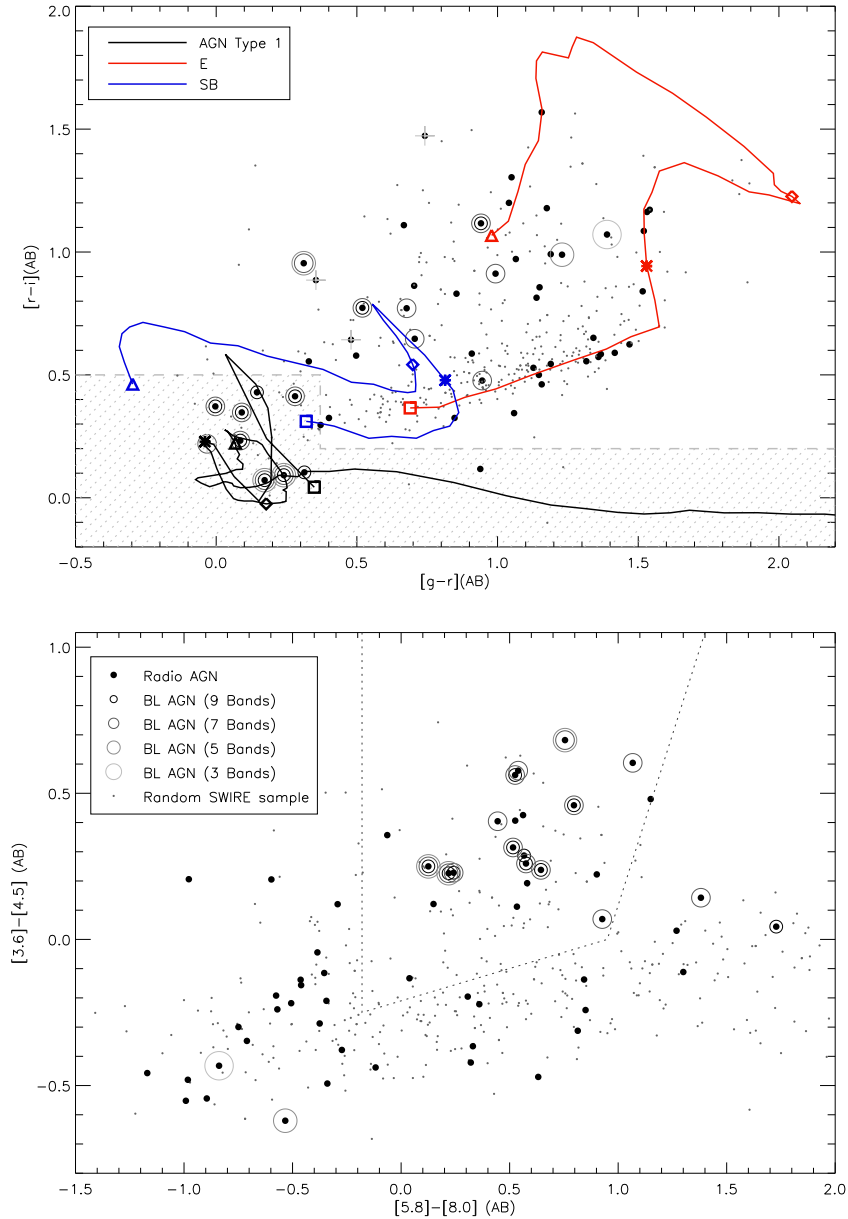 2.0
1.5
1.0
0.5
0.0
[r-i](AB)
AGN Type 1
E
SB
-0.5 0.0 0.5 1.0 1.5 2.0
[g-r](AB)
1.0
0.5
0.0
-0.5
[3.6]-[4.5] (AB)
Radio AGN
BL AGN (9 Bands)
BL AGN (7 Bands)
BL AGN (5 Bands)
BL AGN (3 Bands)
Random SWIRE sample
-1.5 -1.0 -0.5 0.0 0.5 1.0 1.5 2.0
[5.8]-[8.0] (AB)